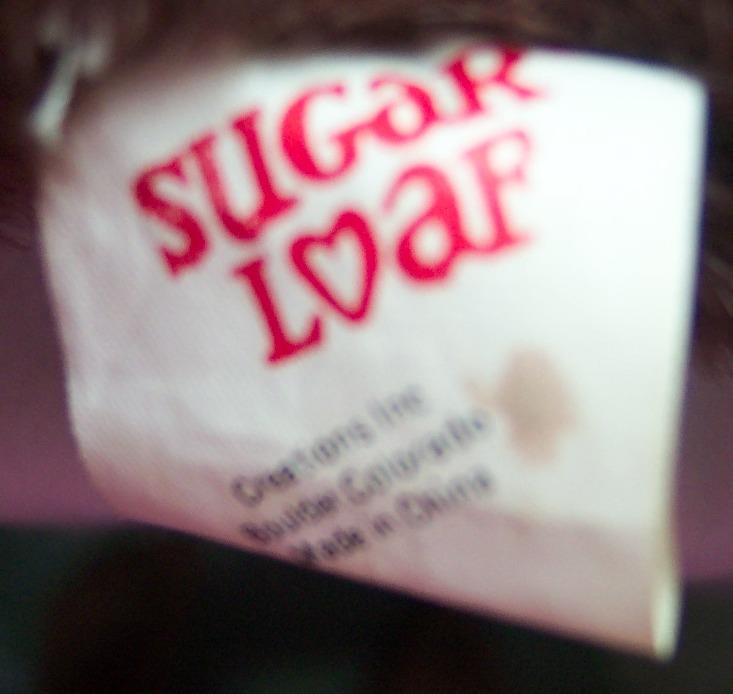 SUGAR
LOAF
Creations Inc
Boulder Colorado
Made in China